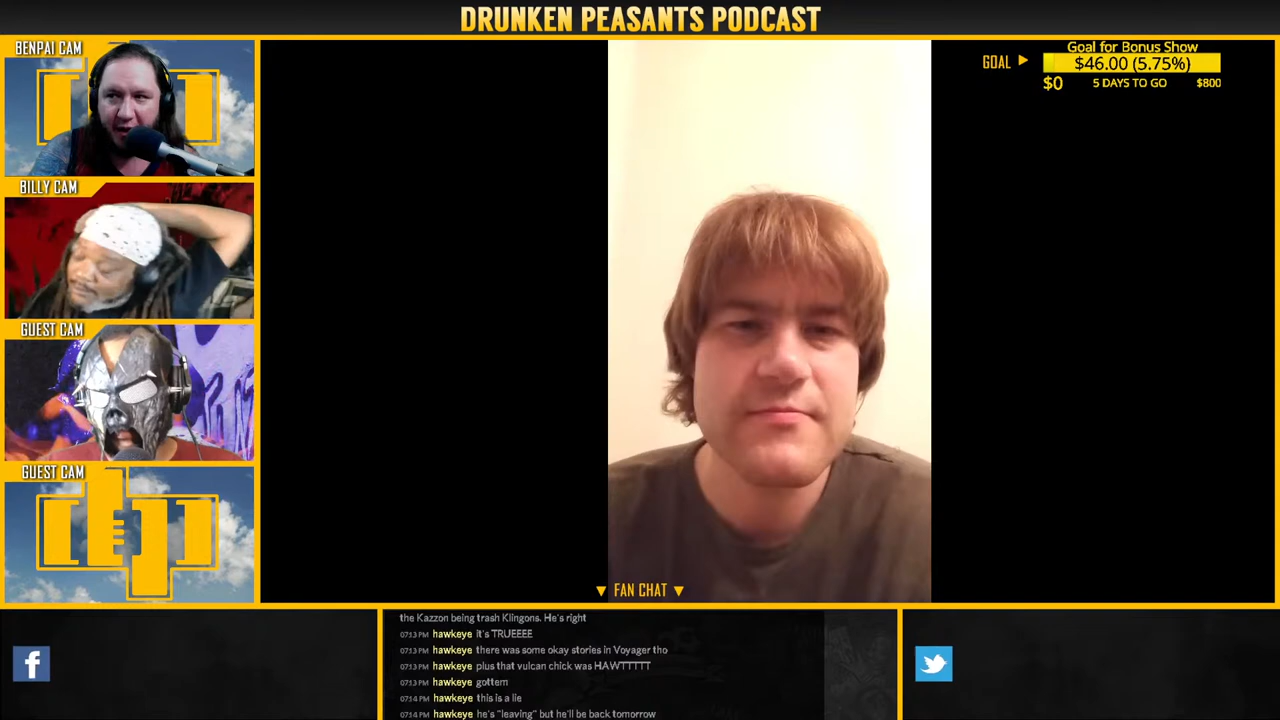 DRUNKEN PEASANTS PODCAST
BENPAI CAM
BILLY CAM
GUEST CAM
GUEST CAM
GOAL ►
Goal for Bonus Show
$46.00 (5.75%)
$0 5 DAYS TO GO $800
▼ FAN CHAT ▼
the Kazzon being trash Klingons. He's right
07:13 PM hawkeye it's TRUEEEE
07:13 PM hawkeye there was some okay stories in Voyager tho
07:13 PM hawkeye plus that vulcan chick was HAWTTTTT
07:13 PM hawkeye gottem
07:14 PM hawkeye this is a lie
07:14 PM hawkeye he's "leaving" but he'll be back tomorrow